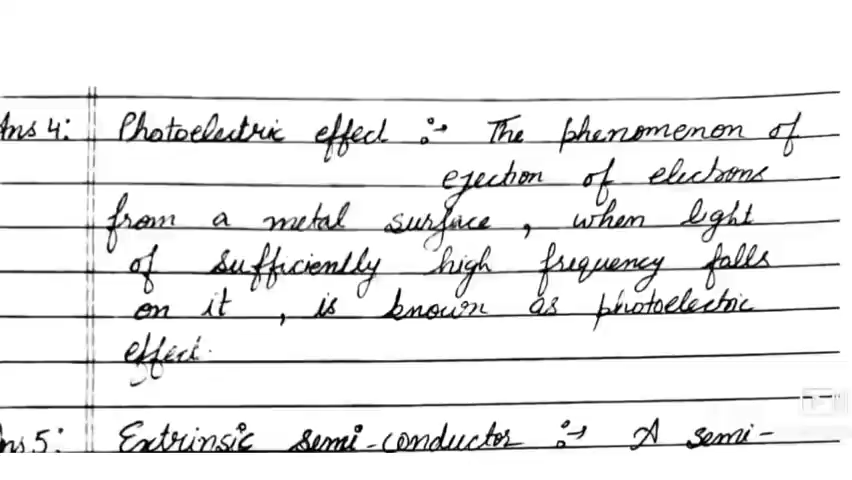 Ans 4: Photoelectric effect :→ The phenomenon of
ejection of electrons
from a metal surface, when light
of sufficiently high frequency falls
on it, is known as photoelectric
effect.
ns 5: Extrinsic semi-conductor :→ A semi-